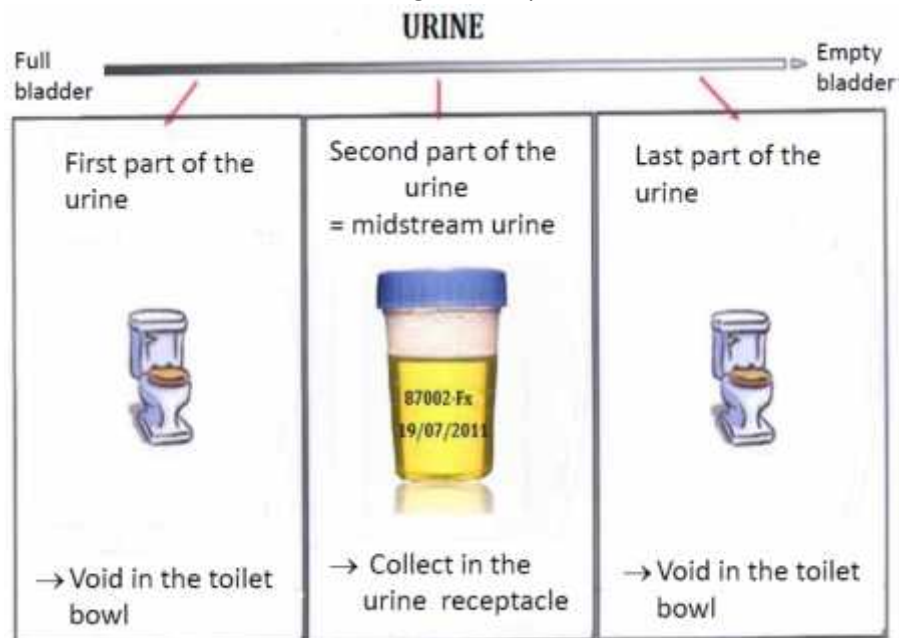 URINE
Full
bladder
Empty
bladder
First part of the
urine
→ Void in the toilet
bowl
Second part of the
urine
= midstream urine
87002-Fx
19/07/2011
→ Collect in the
urine receptacle
Last part of the
urine
→ Void in the toilet
bowl